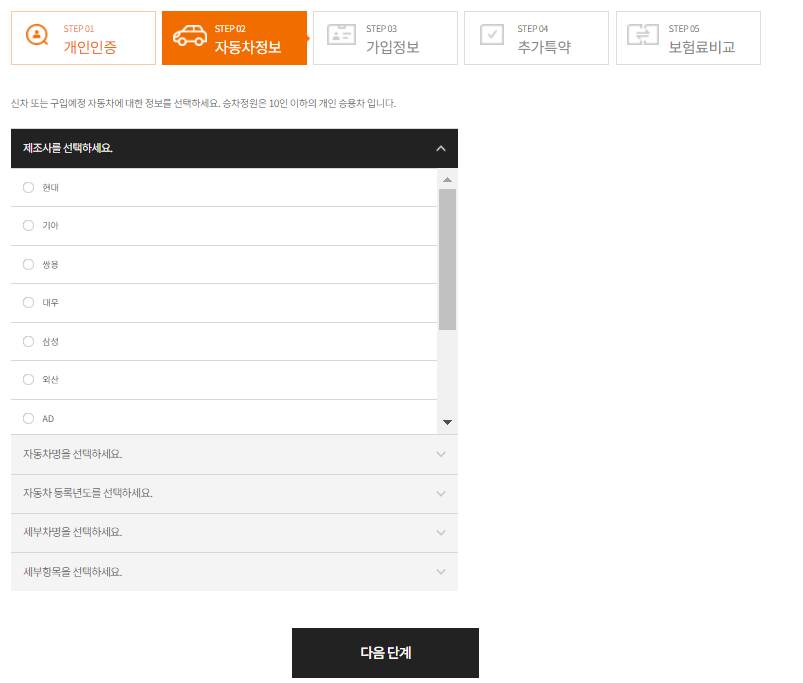 STEP 01
개인인증
STEP 02
자동차정보
STEP 03
가입정보
STEP 04
추가특약
STEP 05
보험료비교
신차 또는 구입예정 자동차에 대한 정보를 선택하세요. 승차정원은 10인 이하의 개인 승용차 입니다.
제조사를 선택하세요.
현대
기아
쌍용
대우
삼성
외산
AD
자동차명을 선택하세요.
자동차 등록년도를 선택하세요.
세부차명을 선택하세요.
세부항목을 선택하세요.
다음 단계